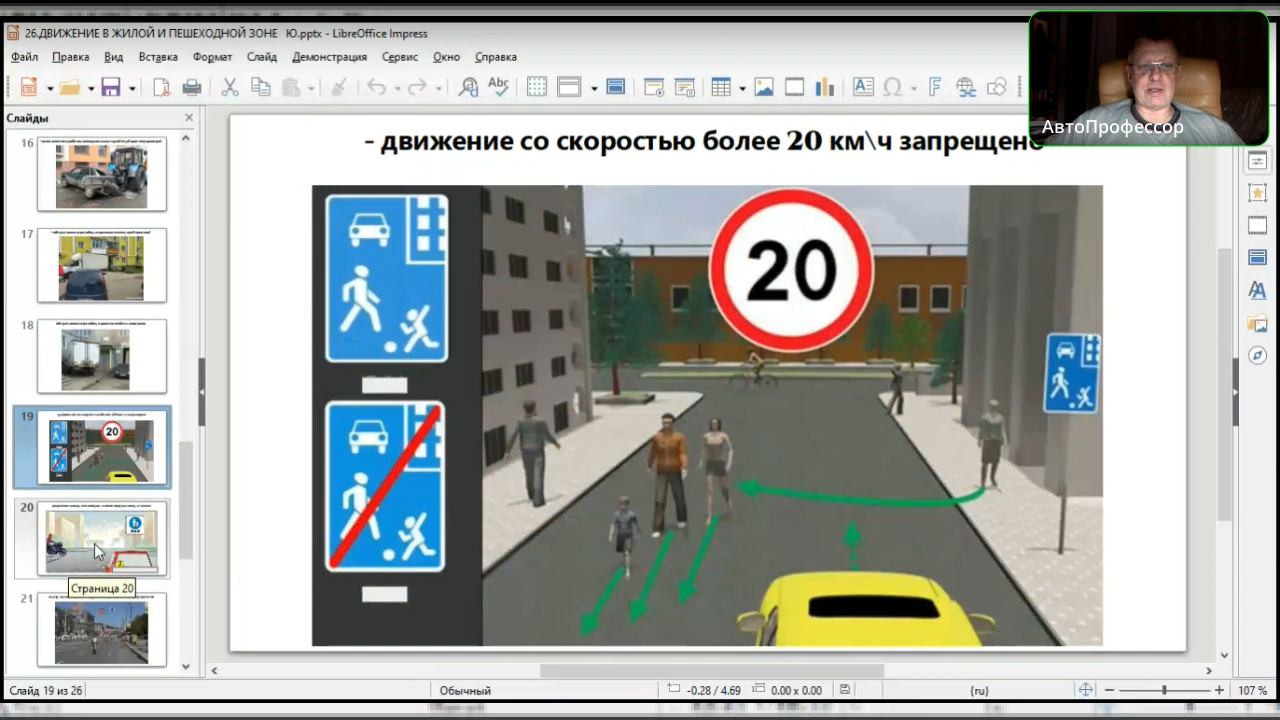 26.ДВИЖЕНИЕ В ЖИЛОЙ И ПЕШЕХОДНОЙ ЗОНЕ Ю.pptx - LibreOffice Impress
Файл Правка Вид Вставка Формат Слайд Демонстрация Сервис Окно Справка
АвтоПрофессор
Слайды
- движение со скоростью более 20 км\ч запрещено
16
17
18
19
20
20
20
Страница 20
21
Слайд 19 из 26
Обычный
-0.28 / 4.69
0.00 x 0.00
{ru}
107 %